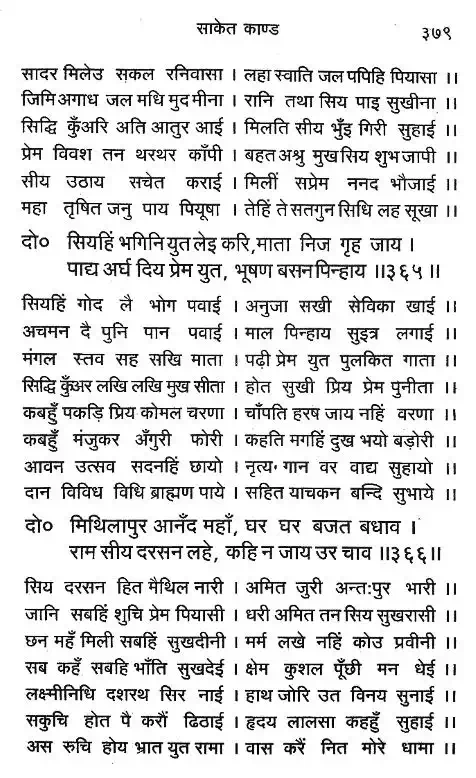 साकेत काण्ड
३७९
सादर मिलेउ सकल रनिवासा । लहा स्वाति जल पपिहि पियासा ।।
जिमि अगाध जल मधि मुद मीना । रानि तथा सिय पाइ सुखीना ।।
सिद्धि कुँअरि अति आतुर आई । मिलति सीय भुँइ गिरी सुहाई ।।
प्रेम विवश तन थरथर काँपी । बहत अश्रु मुख सिय शुभ जापी ।।
सीय उठाय सचेत कराई । मिलीं सप्रेम ननद भौजाई ।।
महा तृषित जनु पाय पियूषा । तेहिं ते सतगुन सिधि लह सूखा ।।
दो० सियहिं भगिनि युत लेइ करि, माता निज गृह जाय ।
पाद्य अर्घ दिय प्रेम युत, भूषण बसन पिन्हाय ।।३६५।।
सियहिं गोद लै भोग पवाई । अनुजा सखी सेविका खाई ।।
अचमन दै पुनि पान पवाई । माल पिन्हाय सुइत्र लगाई ।।
मंगल स्तव सह सखि माता । पढ़ी प्रेम युत पुलकित गाता ।।
सिद्धि कुँअर लखि लखि मुख सीता । होत सुखी प्रिय प्रेम पुनीता ।।
कबहुँ पकड़ि प्रिय कोमल चरणा । चाँपति हरष जाय नहिं वरणा ।।
कबहुँ मंजुकर अँगुरी फोरी । कहति मगहिं दुख भयो बड़ोरी ।।
आवन उत्सव सदनहिं छायो । नृत्य गान वर वाद्य सुहायो ।।
दान विविध विधि ब्राह्मण पाये । सहित याचकन बन्दि सुभाये ।।
दो० मिथिलापुर आनँद महाँ, घर घर बजत बधाव ।
राम सीय दरसन लहे, कहि न जाय उर चाव ।।३६६।।
सिय दरसन हित मैथिल नारी । अमित जुरी अन्तःपुर भारी ।।
जानि सबहिं शुचि प्रेम पियासी । धरी अमित तन सिय सुखरासी ।।
छन महँ मिली सबहिं सुखदीनी । मर्म लखे नहिं कोउ प्रवीनी ।।
सब कहँ सबहि भाँति सुखदेई । क्षेम कुशल पूँछी मन धेई ।।
लक्ष्मीनिधि दशरथ सिर नाई । हाथ जोरि उत विनय सुनाई ।।
सकुचि होत पै करौं ढिठाई । हृदय लालसा कहहुँ सुहाई ।।
अस रुचि होय भ्रात युत रामा । वास करैं नित मोरे धामा ।।